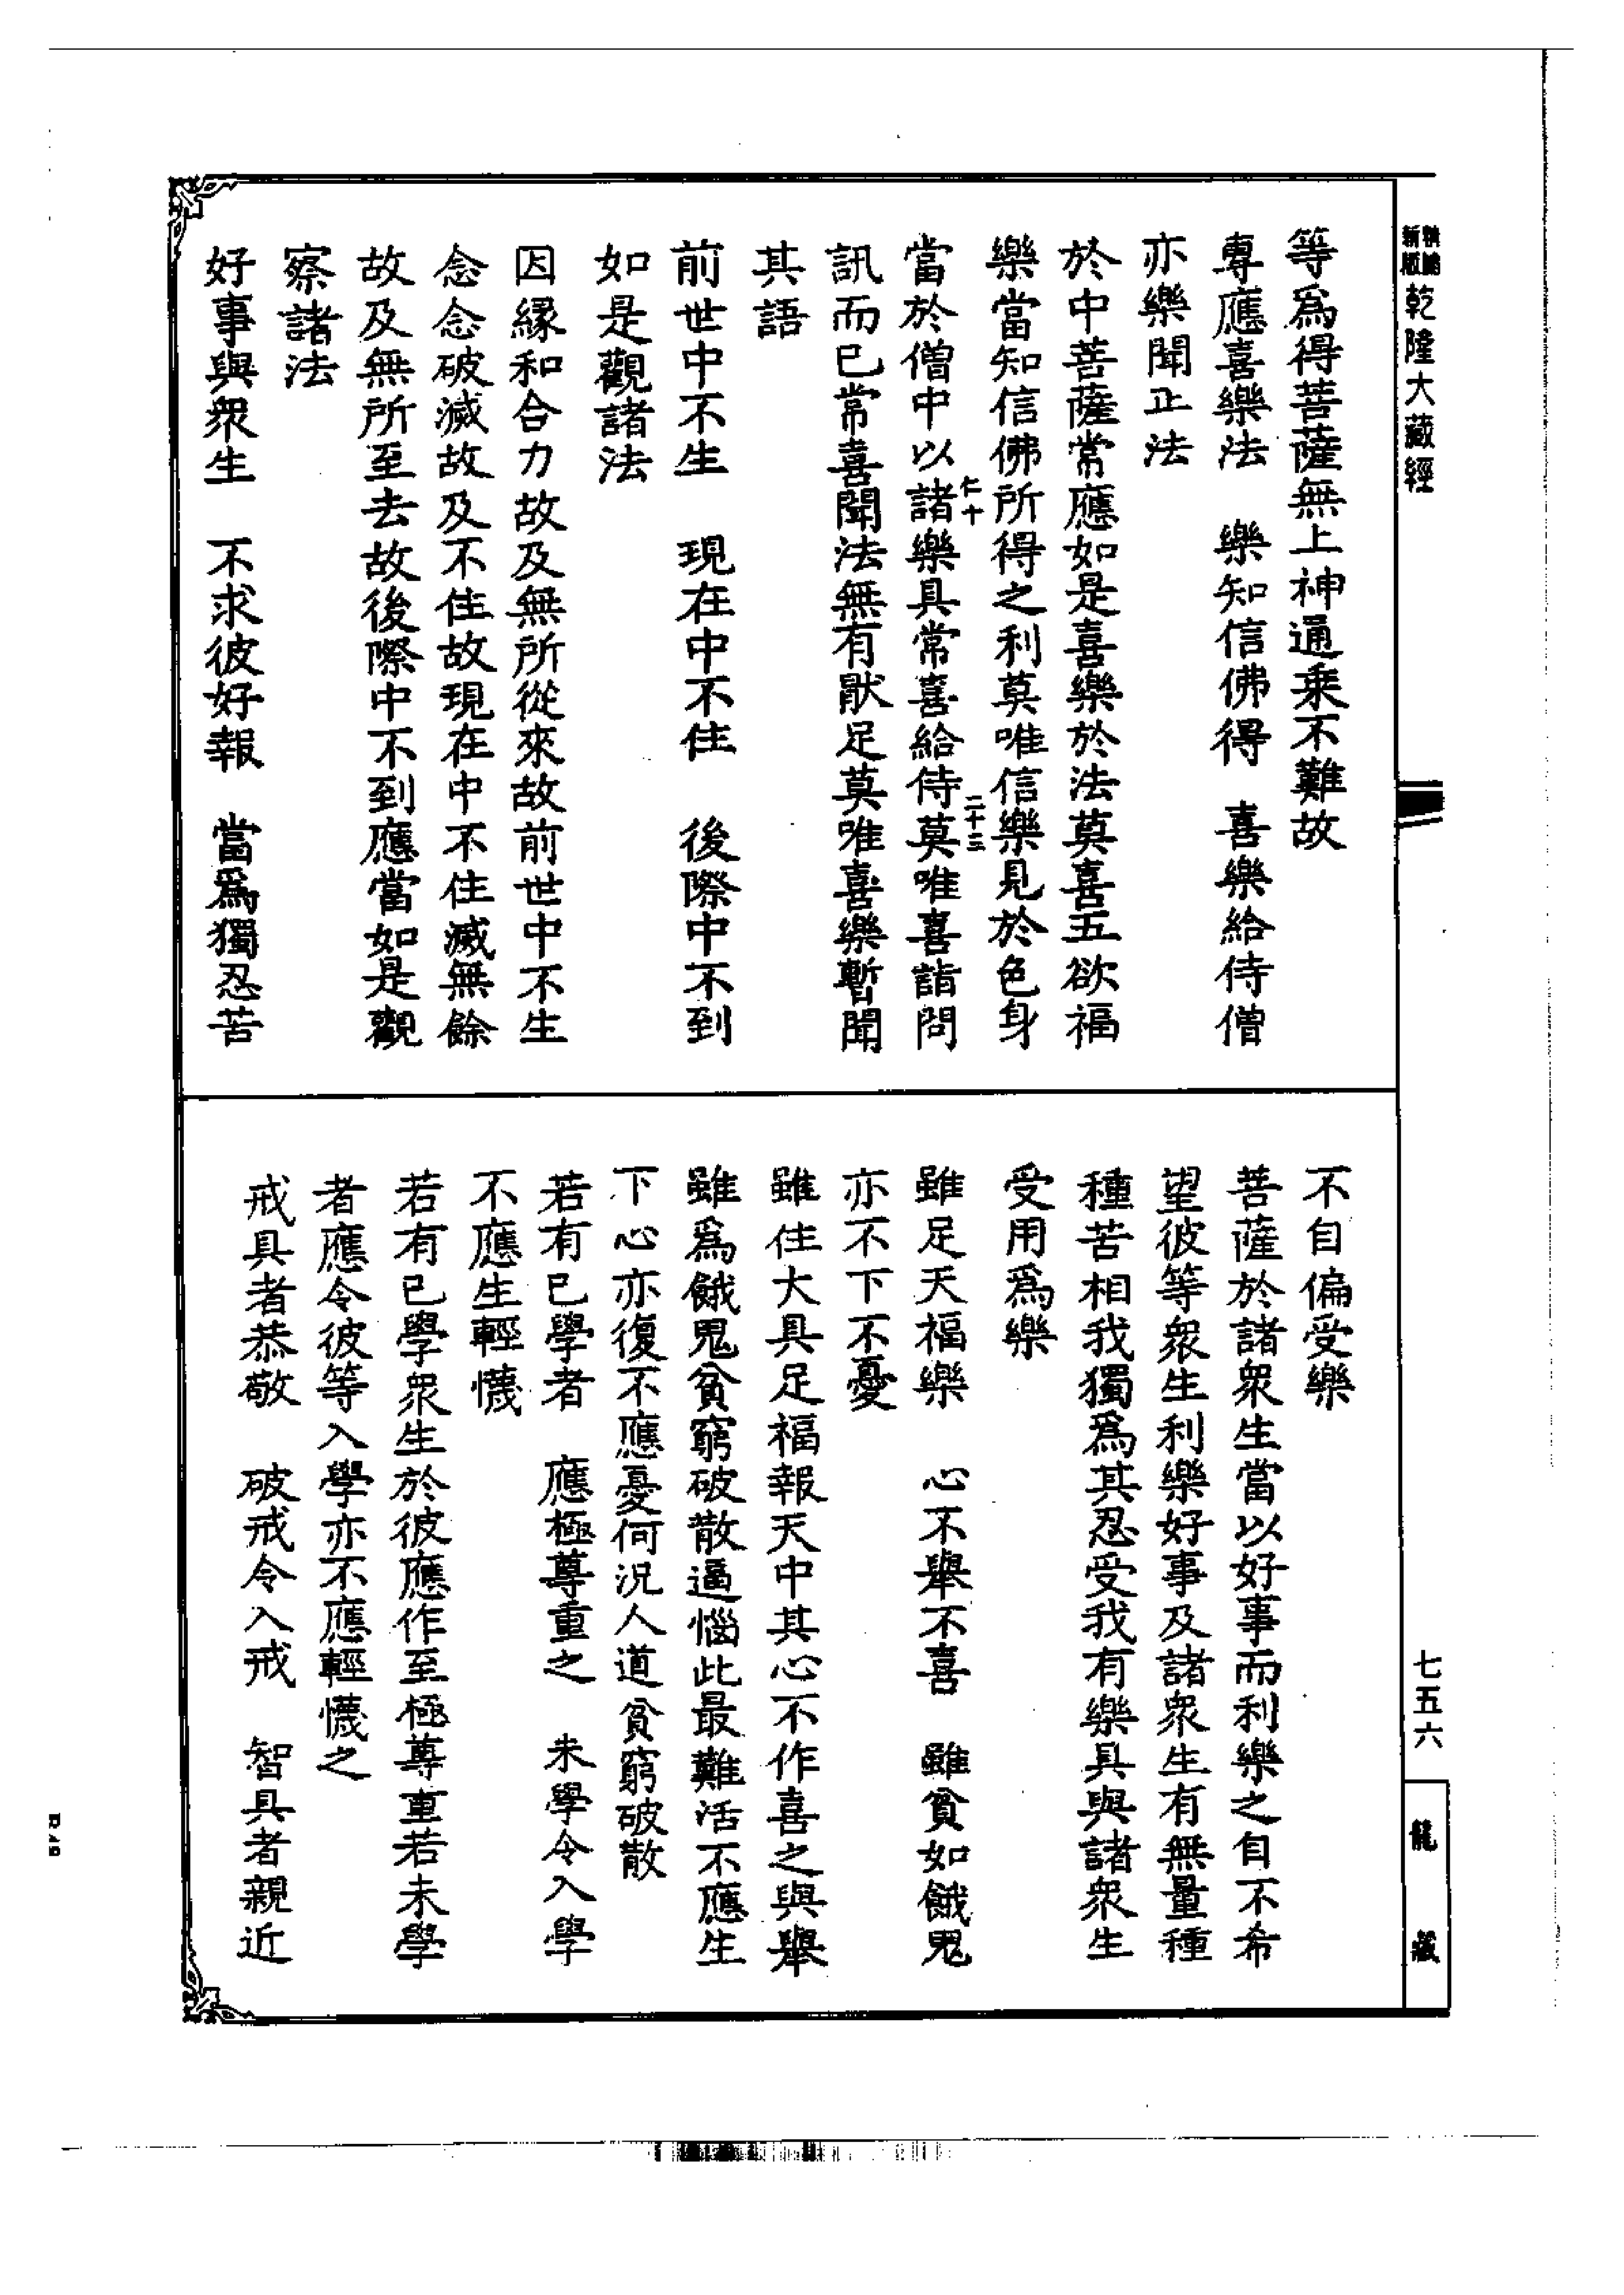 新版
乾隆大藏經
等爲得菩薩無上神通乘不難故
專應喜樂法　樂知信佛得　喜樂給侍僧
亦樂聞正法
於中菩薩常應如是喜樂於法莫喜五欲福
樂當知信佛所得之利莫唯信樂見於色身
仁十
二十三
當於僧中以諸樂具常喜給侍莫唯喜詣問
訊而已常喜聞法無有猒足莫唯喜樂暫聞
其語
前世中不生　現在中不住　後際中不到
如是觀諸法
因緣和合力故及無所從來故前世中不生
念念破滅故及不住故現在中不住滅無餘
故及無所至去故後際中不到應當如是觀
察諸法
好事與衆生　不求彼好報　當爲獨忍苦
不自偏受樂
菩薩於諸衆生當以好事而利樂之自不希
望彼等衆生利樂好事及諸衆生有無量種
種苦相我獨爲其忍受我有樂具與諸衆生
受用爲樂
雖足天福樂　心不舉不喜　雖貧如餓鬼
亦不下不憂
雖住大具足福報天中其心不作喜之與舉
雖爲餓鬼貧窮破散逼惱此最難活不應生
下心亦復不應憂何況人道貧窮破散
若有已學者　應極尊重之　未學令入學
不應生輕懱
若有已學衆生於彼應作至極尊重若未學
者應令彼等入學亦不應輕懱之
戒具者恭敬　破戒令入戒　智具者親近
七五六
龍藏